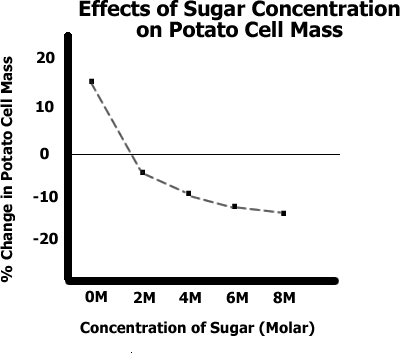 Effects of Sugar Concentration
on Potato Cell Mass
% Change in Potato Cell Mass
20
10
0
-10
-20
0M 2M 4M 6M 8M
Concentration of Sugar (Molar)